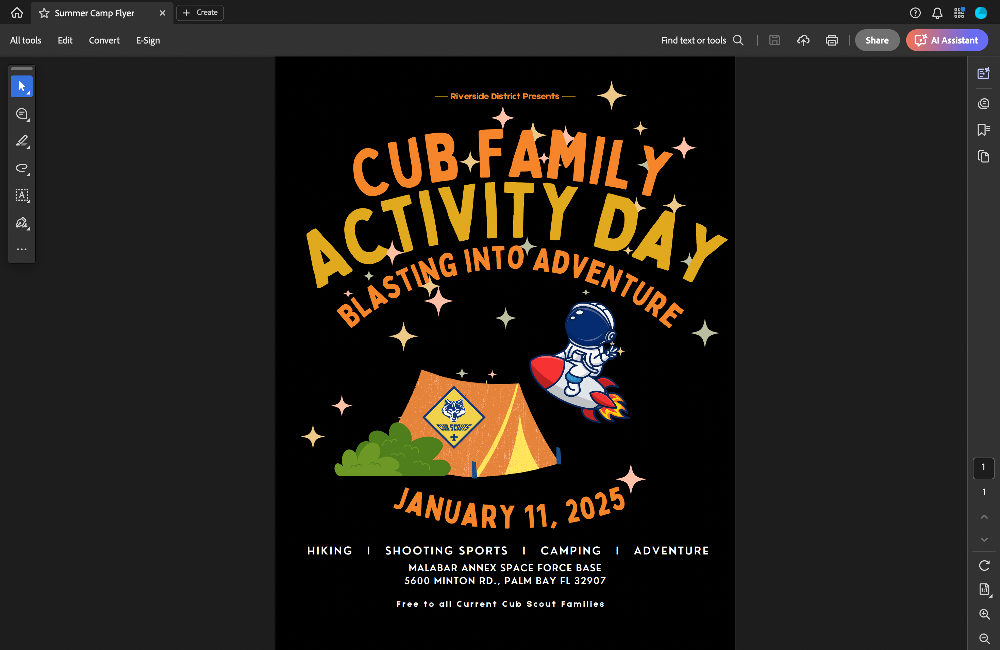 Summer Camp Flyer
Create
All tools Edit Convert E-Sign
Find text or tools Share AI Assistant
A
Riverside District Presents
CUB FAMILY
ACTIVITY DAY
BLASTING INTO ADVENTURE
CUB SCOUTS
JANUARY 11, 2025
HIKING I SHOOTING SPORTS I CAMPING I ADVENTURE
MALABAR ANNEX SPACE FORCE BASE
5600 MINTON RD., PALM BAY FL 32907
Free to all Current Cub Scout Families
1
1
1:1